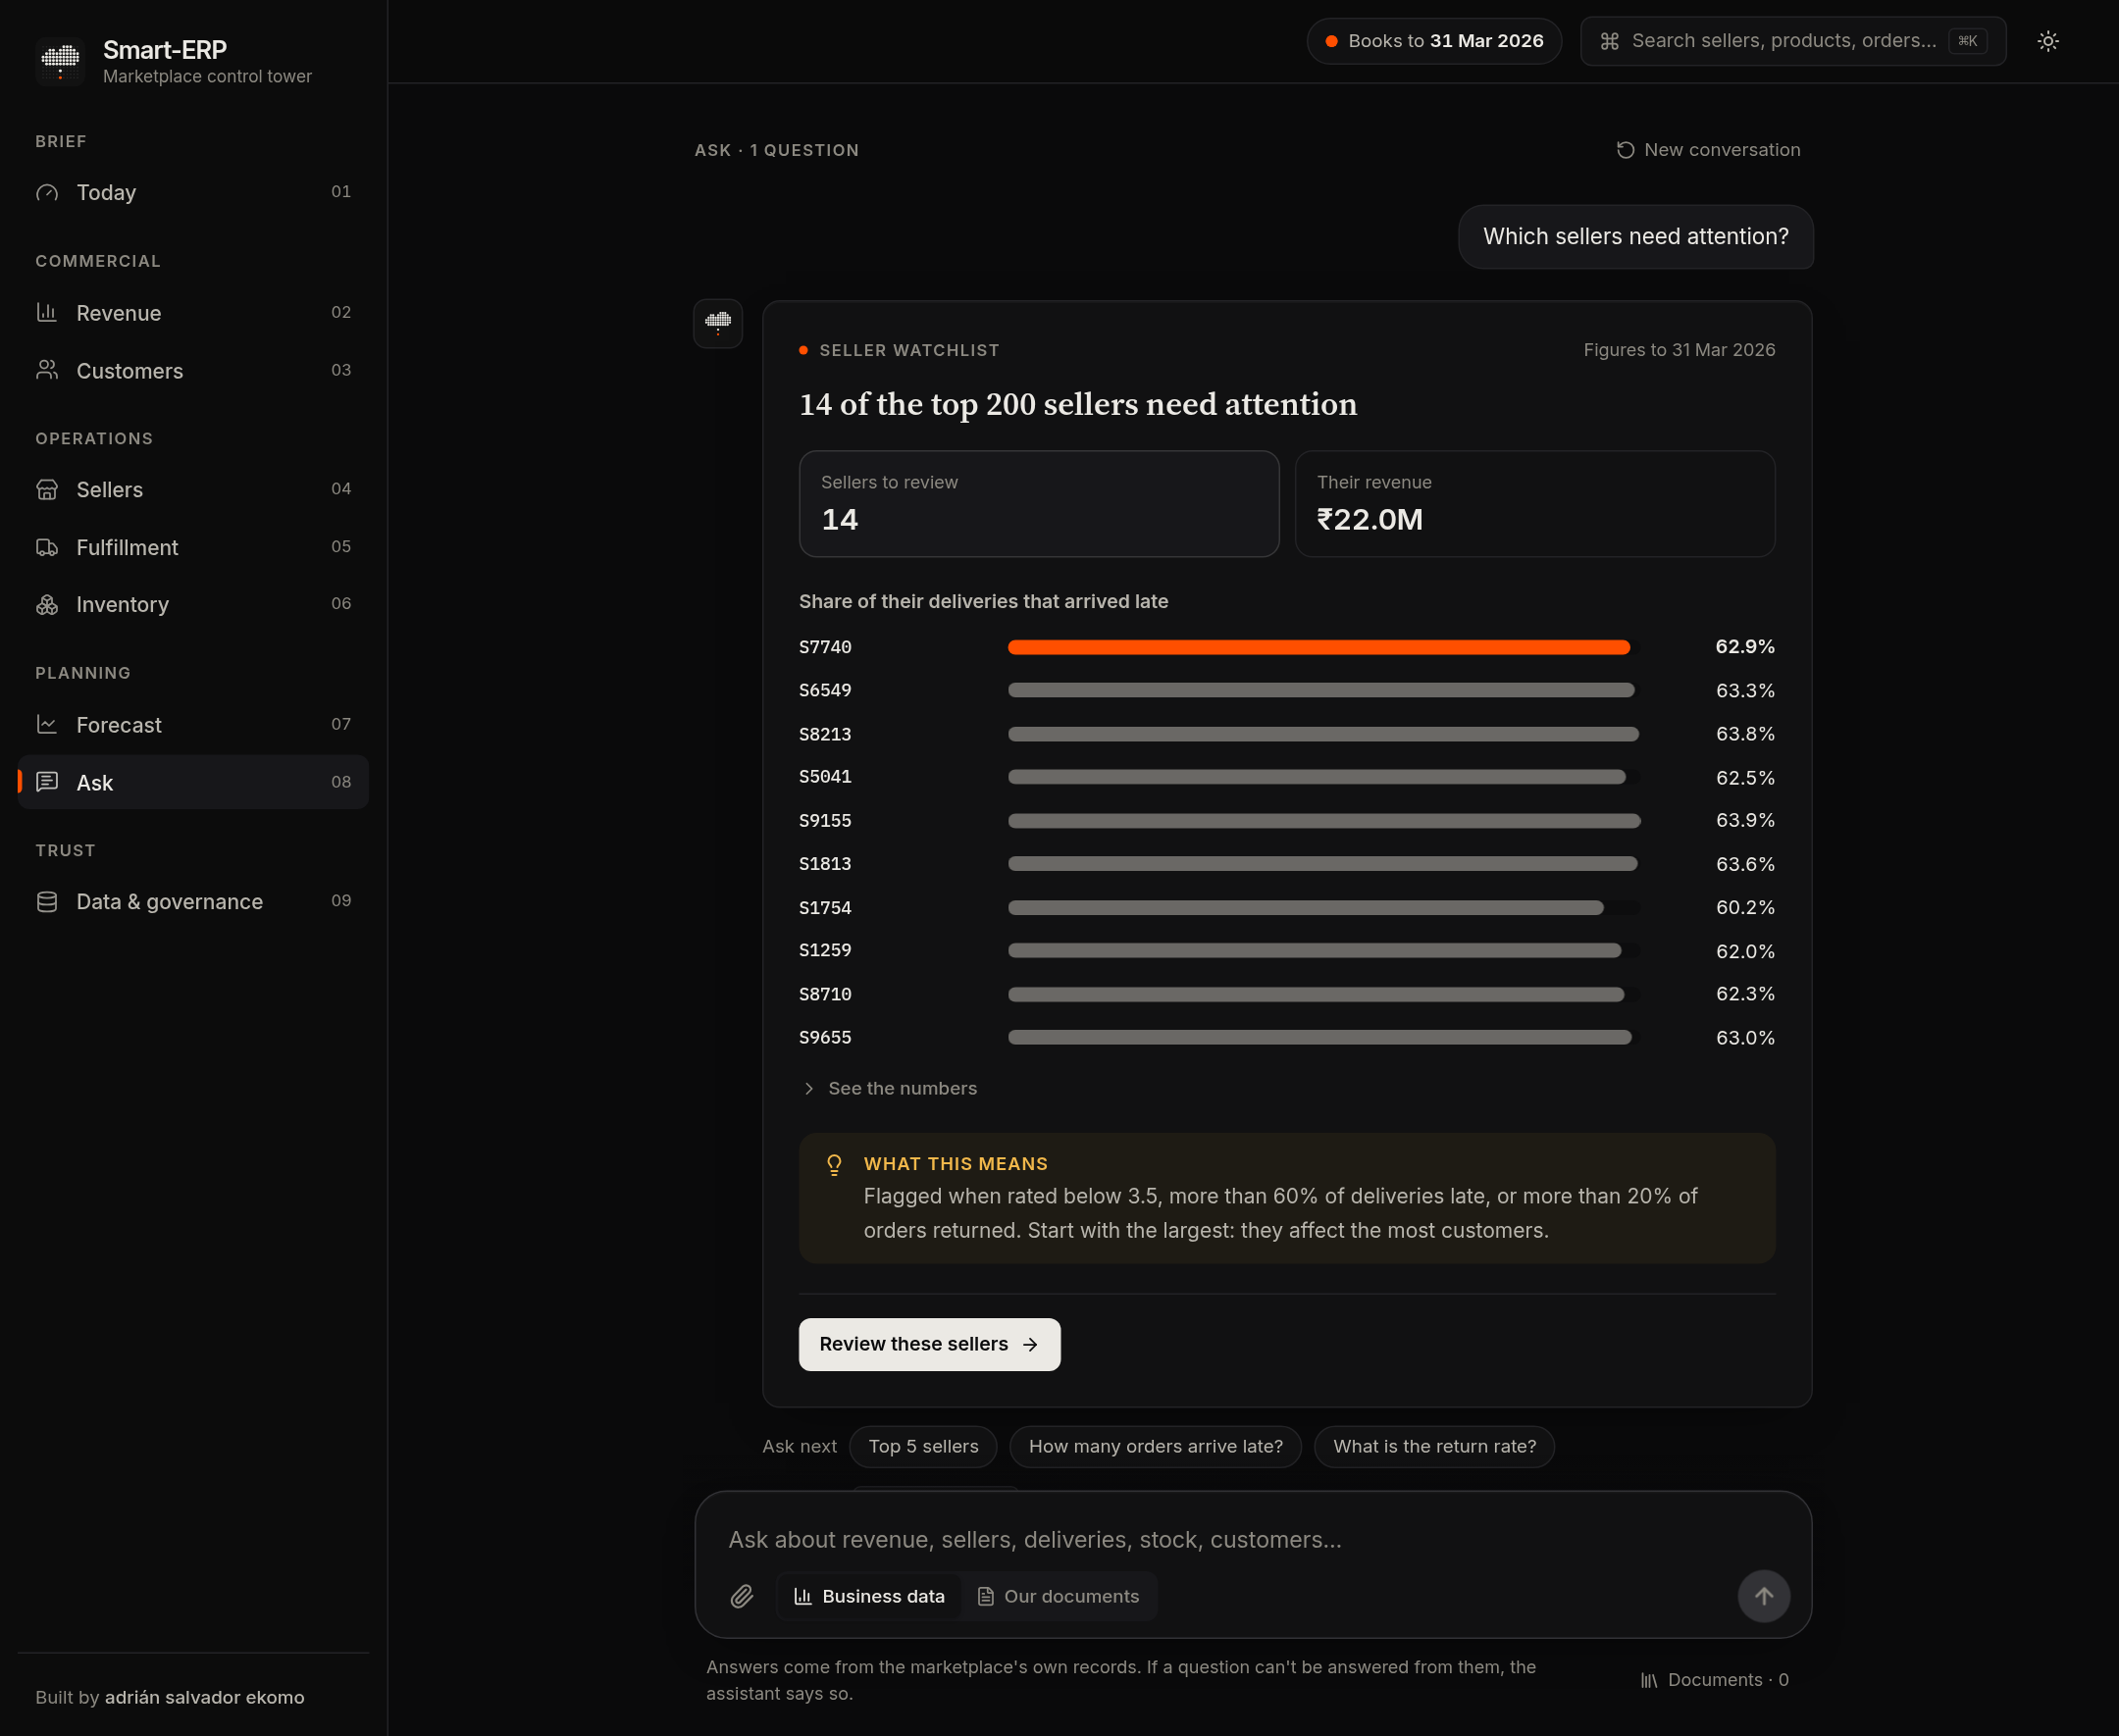 Smart-ERP
Marketplace control tower
BRIEF
Today 01
COMMERCIAL
Revenue 02
Customers 03
OPERATIONS
Sellers 04
Fulfillment 05
Inventory 06
PLANNING
Forecast 07
Ask 08
TRUST
Data & governance 09
Built by adrián salvador ekomo
Books to 31 Mar 2026
⌘ Search sellers, products, orders... ⌘K
ASK · 1 QUESTION
New conversation
Which sellers need attention?
SELLER WATCHLIST
Figures to 31 Mar 2026
14 of the top 200 sellers need attention
Sellers to review
14
Their revenue
₹22.0M
Share of their deliveries that arrived late
S7740 62.9%
S6549 63.3%
S8213 63.8%
S5041 62.5%
S9155 63.9%
S1813 63.6%
S1754 60.2%
S1259 62.0%
S8710 62.3%
S9655 63.0%
See the numbers
WHAT THIS MEANS
Flagged when rated below 3.5, more than 60% of deliveries late, or more than 20% of
orders returned. Start with the largest: they affect the most customers.
Review these sellers →
Ask next Top 5 sellers How many orders arrive late? What is the return rate?
Ask about revenue, sellers, deliveries, stock, customers...
Business data Our documents
Answers come from the marketplace's own records. If a question can't be answered from them, the
assistant says so.
Documents · 0